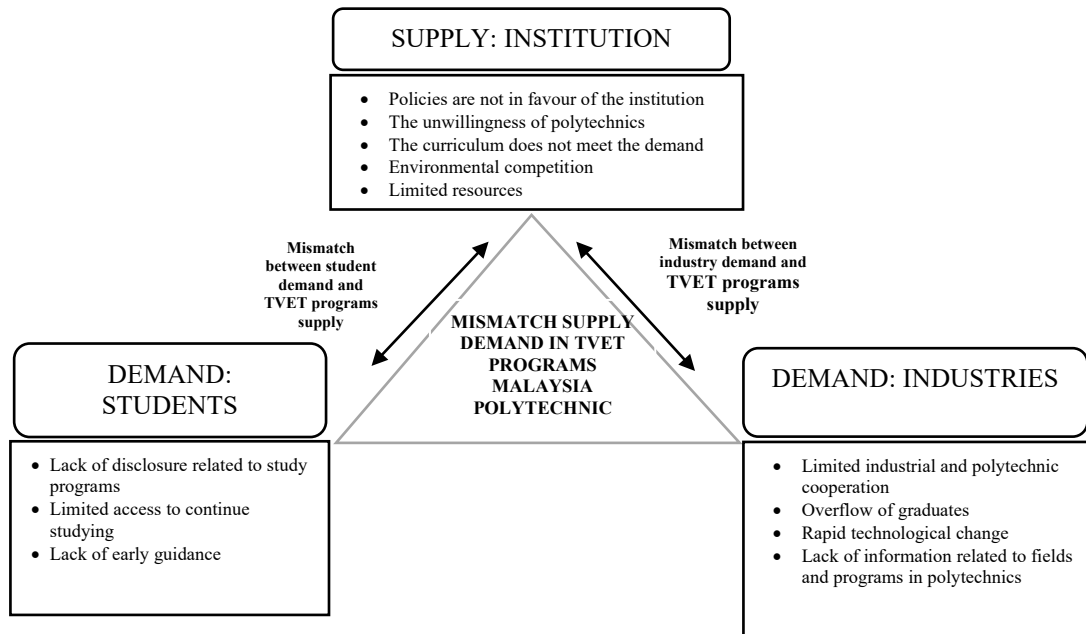 SUPPLY: INSTITUTION
• Policies are not in favour of the institution
• The unwillingness of polytechnics
• The curriculum does not meet the demand
• Environmental competition
• Limited resources
Mismatch
between student
demand and
TVET programs
supply
Mismatch between
industry demand and
TVET programs
supply
MISMATCH SUPPLY
DEMAND IN TVET
PROGRAMS
MALAYSIA
POLYTECHNIC
DEMAND:
STUDENTS
• Lack of disclosure related to study
programs
• Limited access to continue
studying
• Lack of early guidance
DEMAND: INDUSTRIES
• Limited industrial and polytechnic
cooperation
• Overflow of graduates
• Rapid technological change
• Lack of information related to fields
and programs in polytechnics